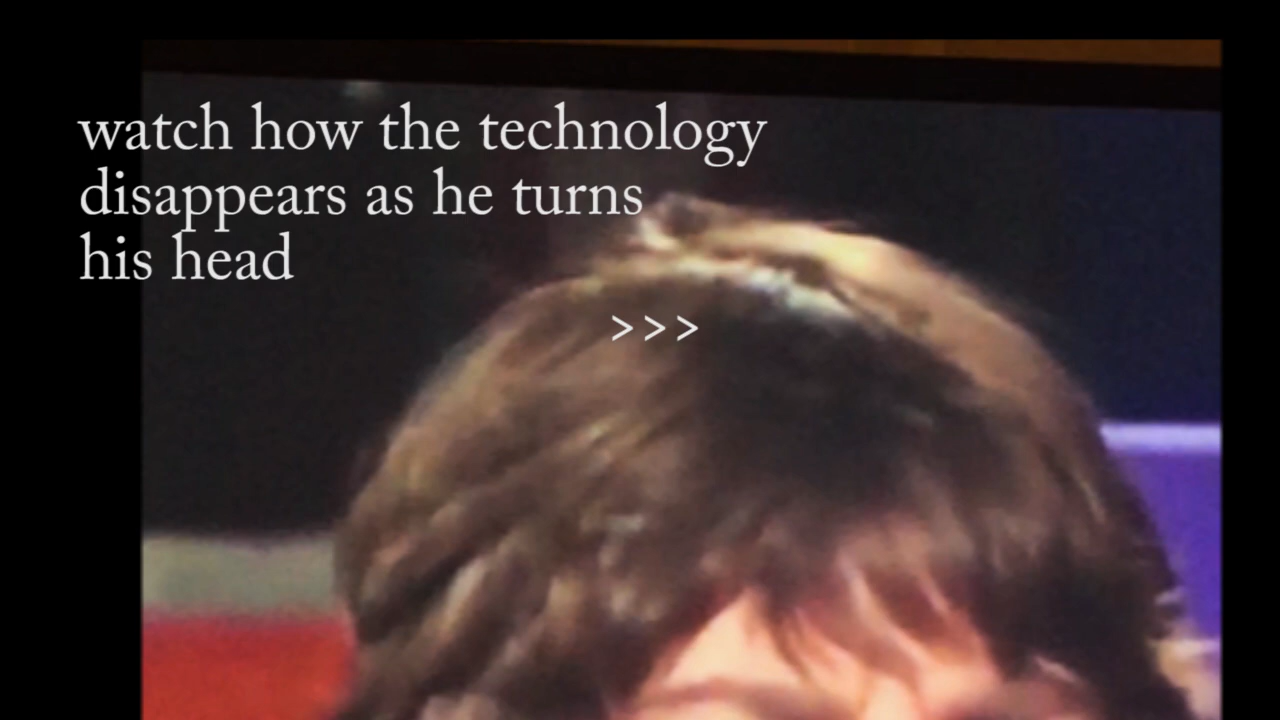 watch how the technology
disappears as he turns
his head
>>>